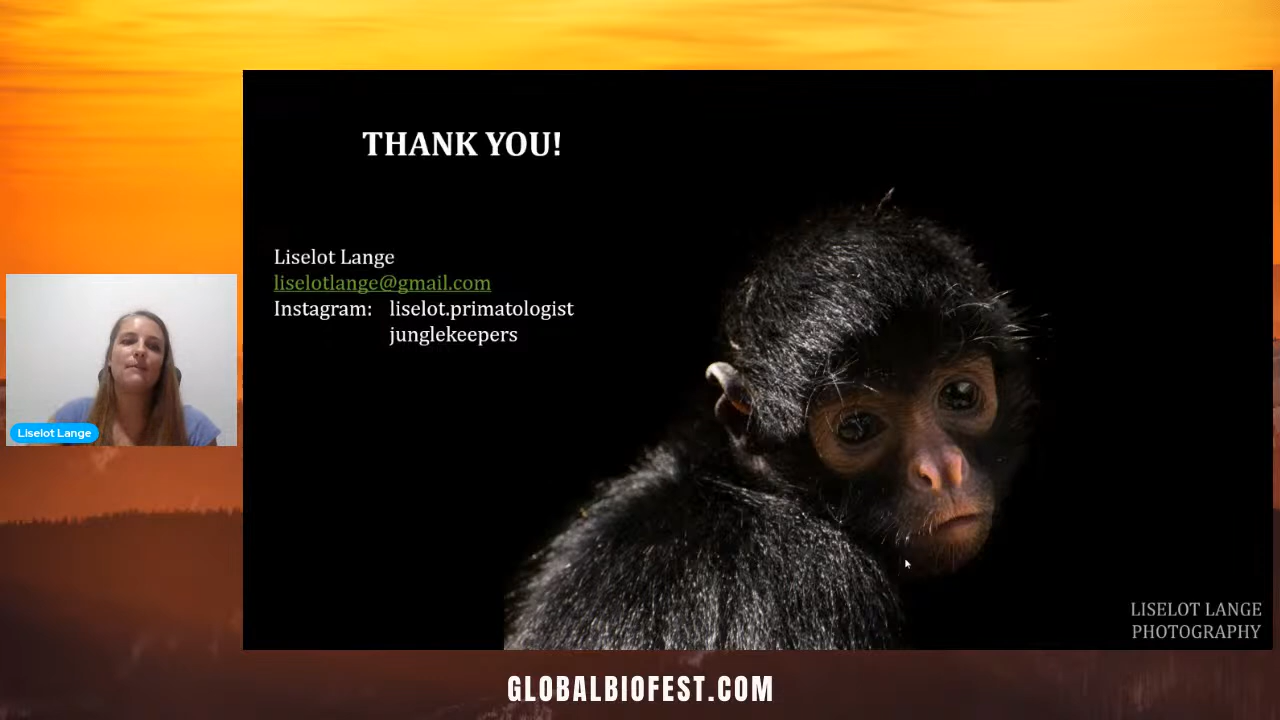 THANK YOU!
Liselot Lange
liselotlange@gmail.com
Instagram: liselot.primatologist
junglekeepers
Liselot Lange
LISELOT LANGE
PHOTOGRAPHY
GLOBALBIOFEST.COM